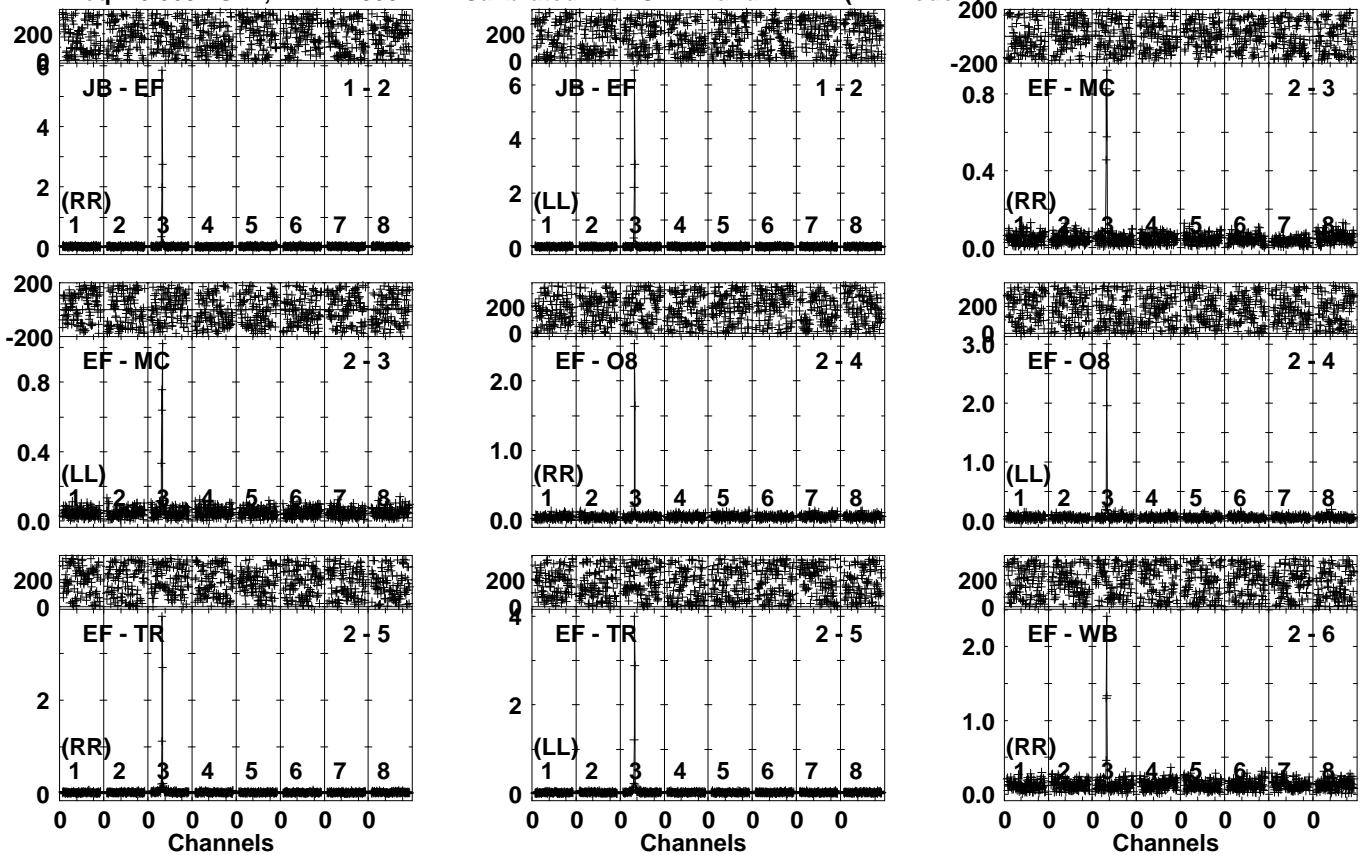 200 200 200
0 0 -200
6 JB - EF 1 - 2 6 JB - EF 1 - 2 0.8 EF - MC 2 - 3
4 4 0.4
2 2
(RR) (LL) (RR)
1 2 3 4 5 6 7 8 1 2 3 4 5 6 7 8 1 2 3 4 5 6 7 8
0 0 0.0
200 200 200
-200 0 0
EF - MC 2 - 3 EF - O8 2 - 4 3.0 EF - O8 2 - 4
0.8 2.0 2.0
0.4 1.0 1.0
(LL) (RR) (LL)
1 2 3 4 5 6 7 8 1 2 3 4 5 6 7 8 1 2 3 4 5 6 7 8
0.0 0.0 0.0
200 200 200
0 0 0
EF - TR 2 - 5 4 EF - TR 2 - 5 EF - WB 2 - 6
2 2 2.0
1.0
(RR) (LL) (RR)
1 2 3 4 5 6 7 8 1 2 3 4 5 6 7 8 1 2 3 4 5 6 7 8
0 0 0.0
0 0 0 0 0 0 0 0 0 0 0 0 0 0 0 0 0 0 0 0 0 0 0 0
Channels Channels Channels